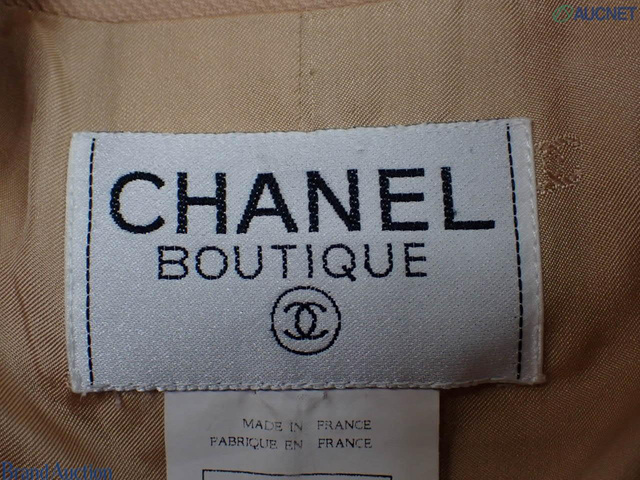 AUCNET
CHANEL
BOUTIQUE
MADE IN FRANCE
FABRIQUE EN FRANCE
Brand Auction